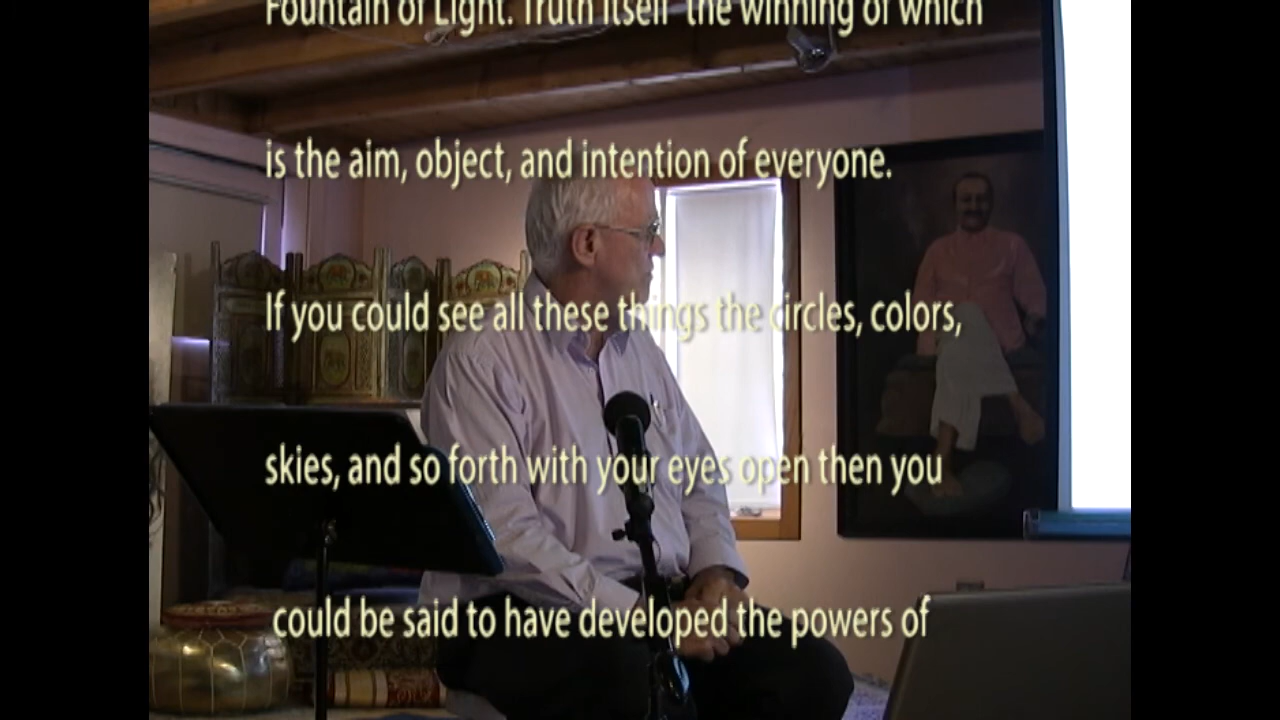 Fountain of Light. Truth itself the winning of which
is the aim, object, and intention of everyone.
If you could see all these things the circles, colors,
skies, and so forth with your eyes open then you
could be said to have developed the powers of